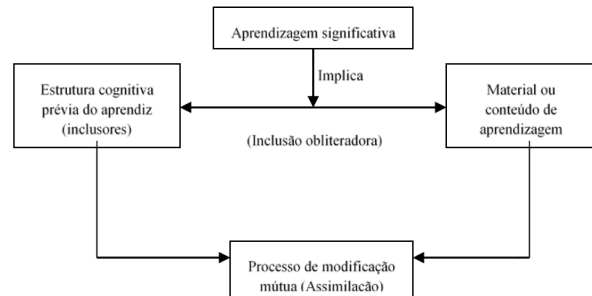 Aprendizagem significativa
Implica
Estrutura cognitiva
prévia do aprendiz
(inclusores)
(Inclusão obliteradora)
Material ou
conteúdo de
aprendizagem
Processo de modificação
mútua (Assimilação)